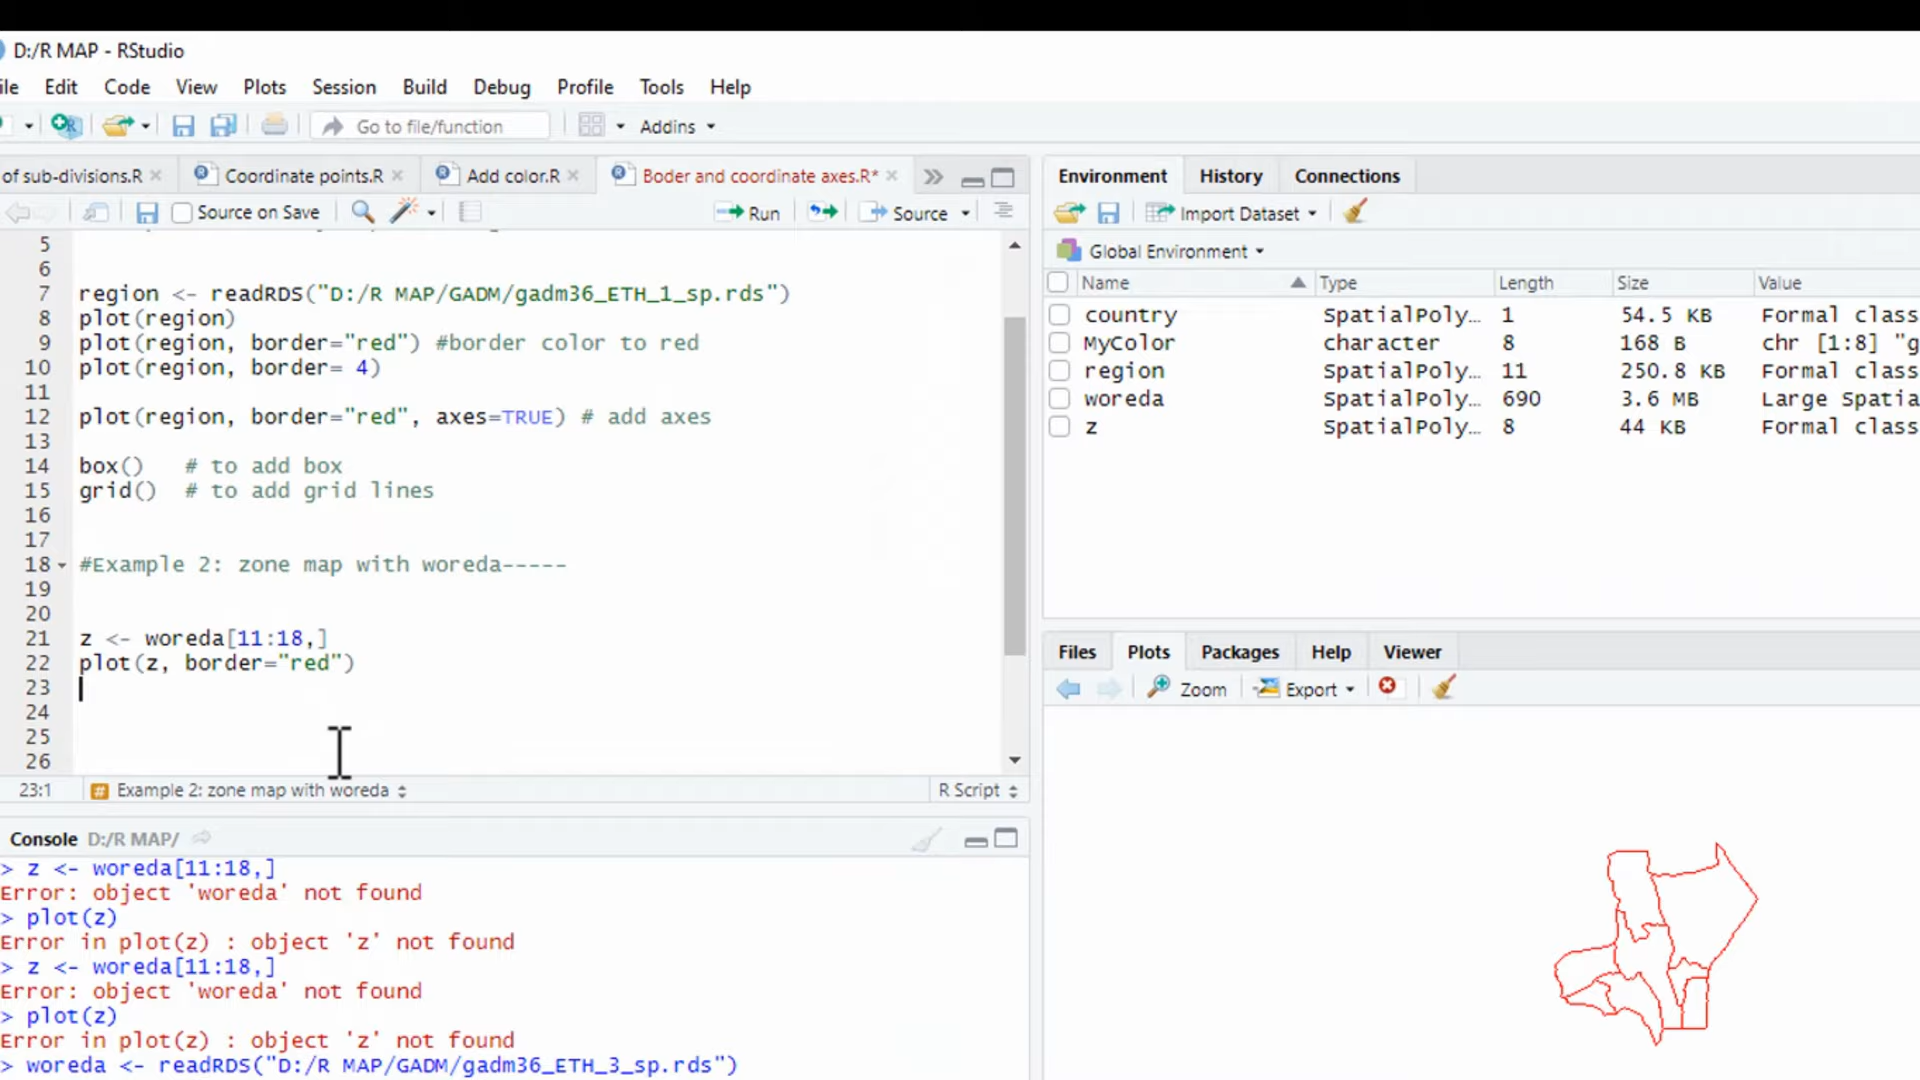 D:/R MAP - RStudio
ile Edit Code View Plots Session Build Debug Profile Tools Help
Go to file/function Addins
of sub-divisions.R Coordinate points.R Add color.R Boder and coordinate axes.R*
Source on Save Run Source
5
6
7 region <- readRDS("D:/R MAP/GADM/gadm36_ETH_1_sp.rds")
8 plot(region)
9 plot(region, border="red") #border color to red
10 plot(region, border= 4)
11
12 plot(region, border="red", axes=TRUE) # add axes
13
14 box()   # to add box
15 grid()  # to add grid lines
16
17
18 #Example 2: zone map with woreda-----
19
20
21 z <- woreda[11:18,]
22 plot(z, border="red")
23
24
25
26
23:1 # Example 2: zone map with woreda R Script
Console D:/R MAP/
> z <- woreda[11:18,]
Error: object 'woreda' not found
> plot(z)
Error in plot(z) : object 'z' not found
> z <- woreda[11:18,]
Error: object 'woreda' not found
> plot(z)
Error in plot(z) : object 'z' not found
> woreda <- readRDS("D:/R MAP/GADM/gadm36_ETH_3_sp.rds")
Environment History Connections
Import Dataset
Global Environment
Name Type Length Size Value
country SpatialPoly… 1 54.5 KB Formal class
MyColor character 8 168 B chr [1:8] "g
region SpatialPoly… 11 250.8 KB Formal class
woreda SpatialPoly… 690 3.6 MB Large Spatia
z SpatialPoly… 8 44 KB Formal class
Files Plots Packages Help Viewer
Zoom Export